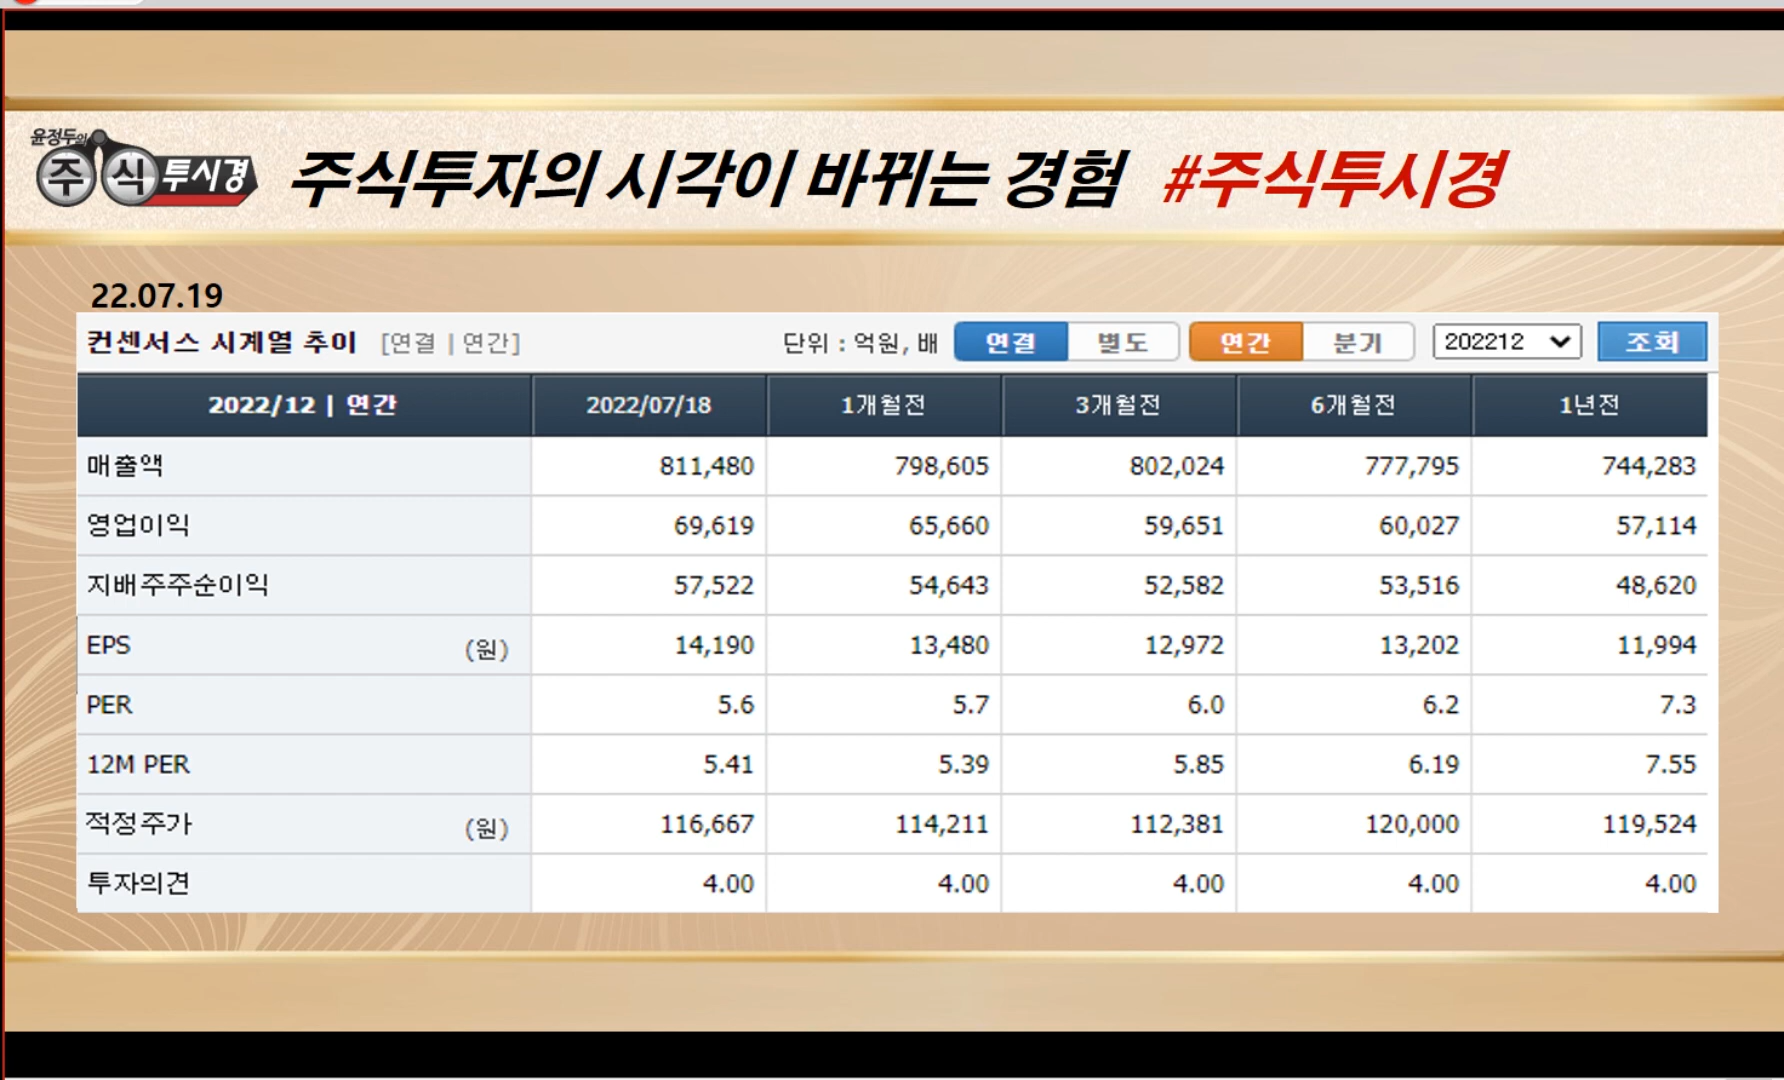 윤정두의
주식투시경
주식투자의 시각이 바뀌는 경험 #주식투시경
22.07.19
컨센서스 시계열 추이 [연결 | 연간] 단위 : 억원, 배 연결 별도 연간 분기 202212 조회
2022/12 | 연간 2022/07/18 1개월전 3개월전 6개월전 1년전
매출액 811,480 798,605 802,024 777,795 744,283
영업이익 69,619 65,660 59,651 60,027 57,114
지배주주순이익 57,522 54,643 52,582 53,516 48,620
EPS (원) 14,190 13,480 12,972 13,202 11,994
PER 5.6 5.7 6.0 6.2 7.3
12M PER 5.41 5.39 5.85 6.19 7.55
적정주가 (원) 116,667 114,211 112,381 120,000 119,524
투자의견 4.00 4.00 4.00 4.00 4.00